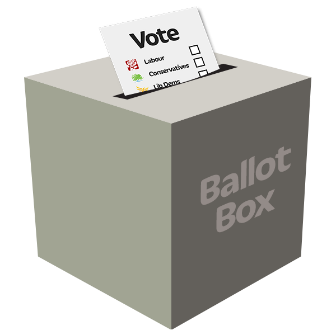 Vote
Labour
Conservatives
Lib Dems
Ballot
Box